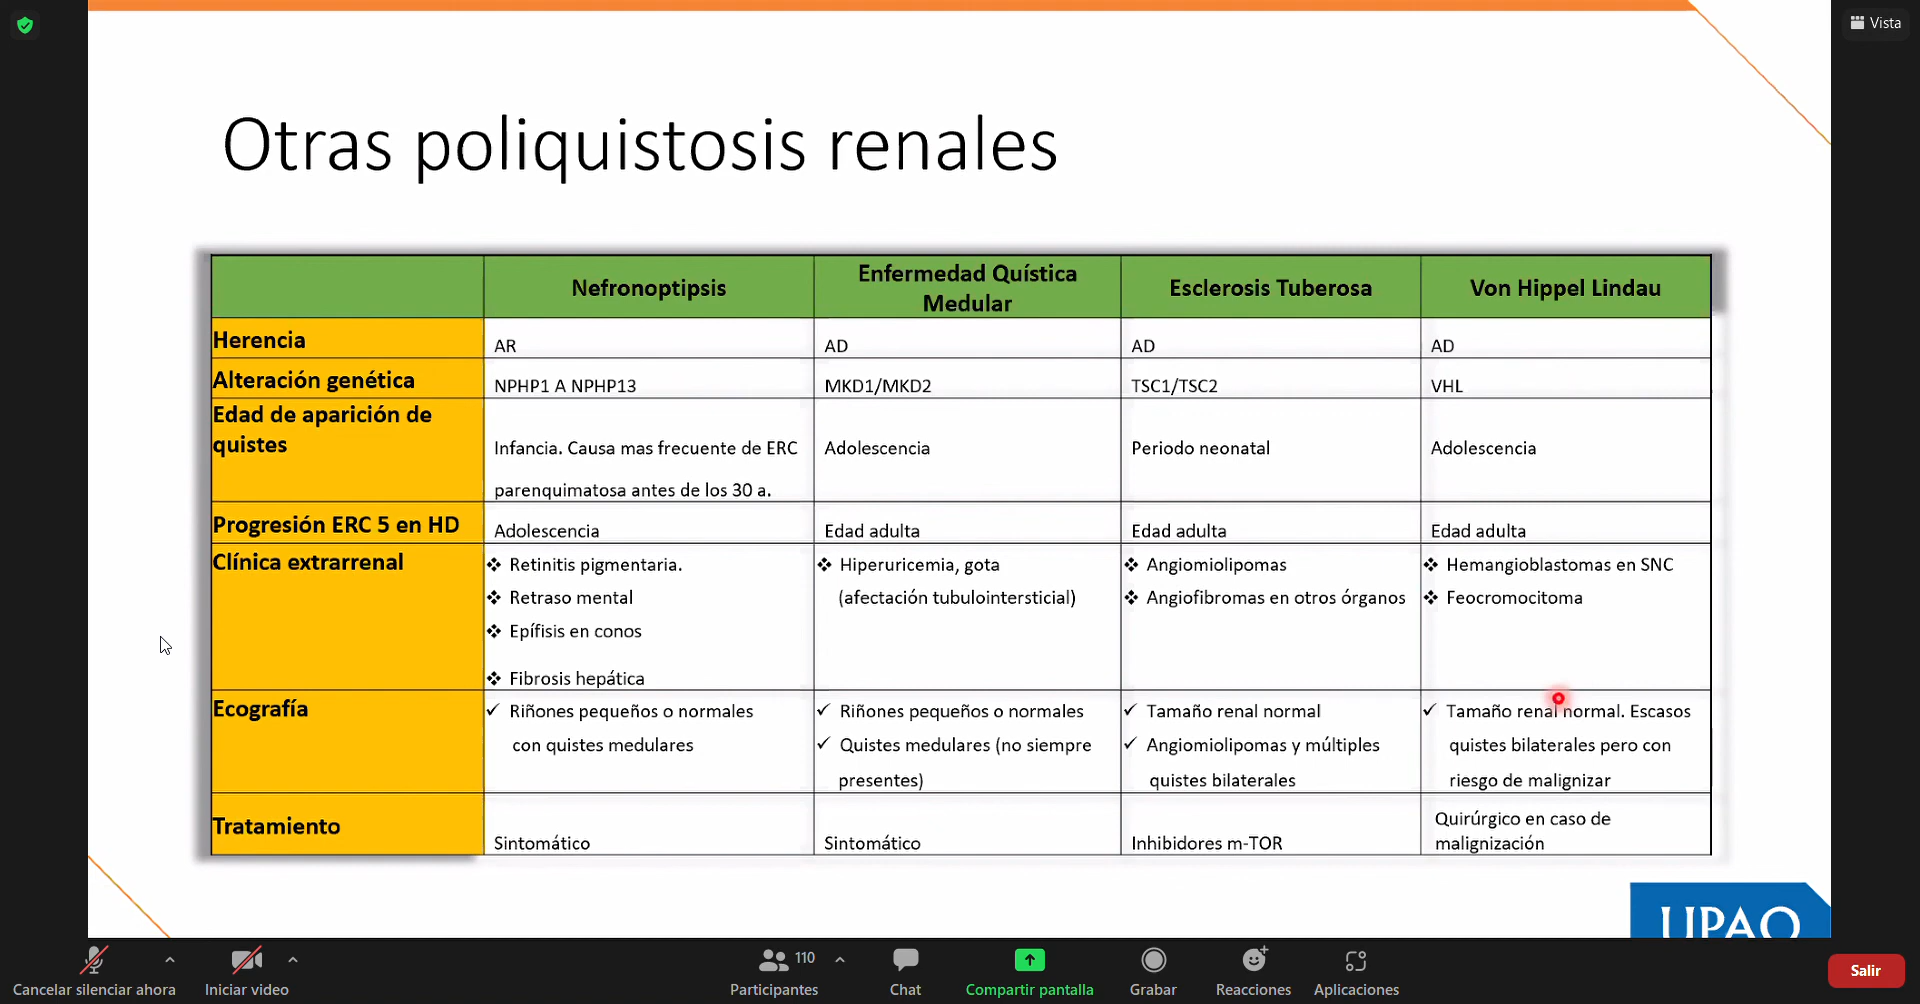 Vista
Otras poliquistosis renales
Nefronoptipsis
Enfermedad Quística
Medular
Esclerosis Tuberosa
Von Hippel Lindau
Herencia
AR
AD
AD
AD
Alteración genética
NPHP1 A NPHP13
MKD1/MKD2
TSC1/TSC2
VHL
Edad de aparición de
quistes
Infancia. Causa mas frecuente de ERC
parenquimatosa antes de los 30 a.
Adolescencia
Periodo neonatal
Adolescencia
Progresión ERC 5 en HD
Adolescencia
Edad adulta
Edad adulta
Edad adulta
Clínica extrarrenal
❖ Retinitis pigmentaria.
❖ Retraso mental
❖ Epífisis en conos
❖ Fibrosis hepática
❖ Hiperuricemia, gota
(afectación tubulointersticial)
❖ Angiomiolipomas
❖ Angiofibromas en otros órganos
❖ Hemangioblastomas en SNC
❖ Feocromocitoma
Ecografía
✓ Riñones pequeños o normales
con quistes medulares
✓ Riñones pequeños o normales
✓ Quistes medulares (no siempre
presentes)
✓ Tamaño renal normal
✓ Angiomiolipomas y múltiples
quistes bilaterales
✓ Tamaño renal normal. Escasos
quistes bilaterales pero con
riesgo de malignizar
Tratamiento
Sintomático
Sintomático
Inhibidores m-TOR
Quirúrgico en caso de
malignización
UPAO
Cancelar silenciar ahora
Iniciar video
110
Participantes
Chat
Compartir pantalla
Grabar
Reacciones
Aplicaciones
Salir